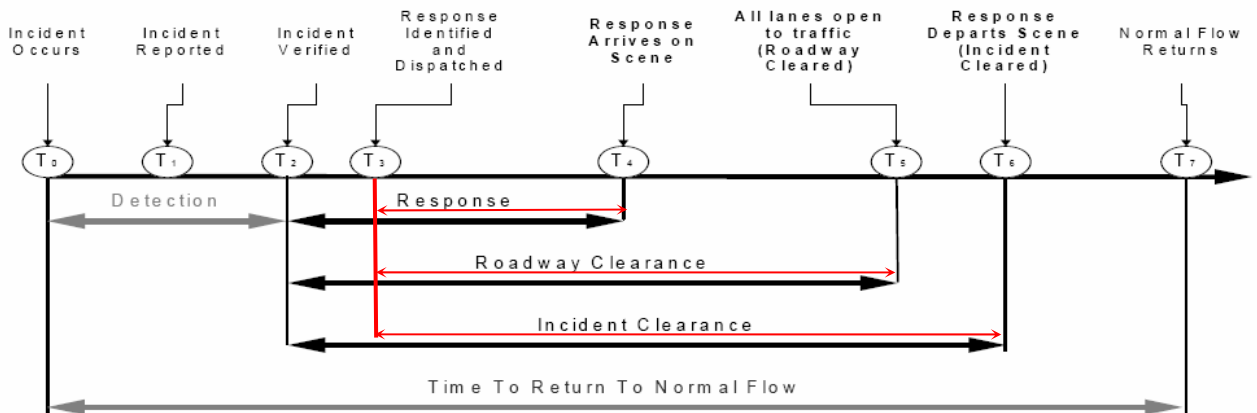 Incident
Occurs
Incident
Reported
Incident
Verified
Response
Identified
and
Dispatched
Response
Arrives on
Scene
All lanes open
to traffic
(Roadway
Cleared)
Response
Departs Scene
(Incident
Cleared)
Normal Flow
Returns
T0
T1
T2
T3
T4
T5
T6
T7
Detection
Response
Roadway Clearance
Incident Clearance
Time To Return To Normal Flow